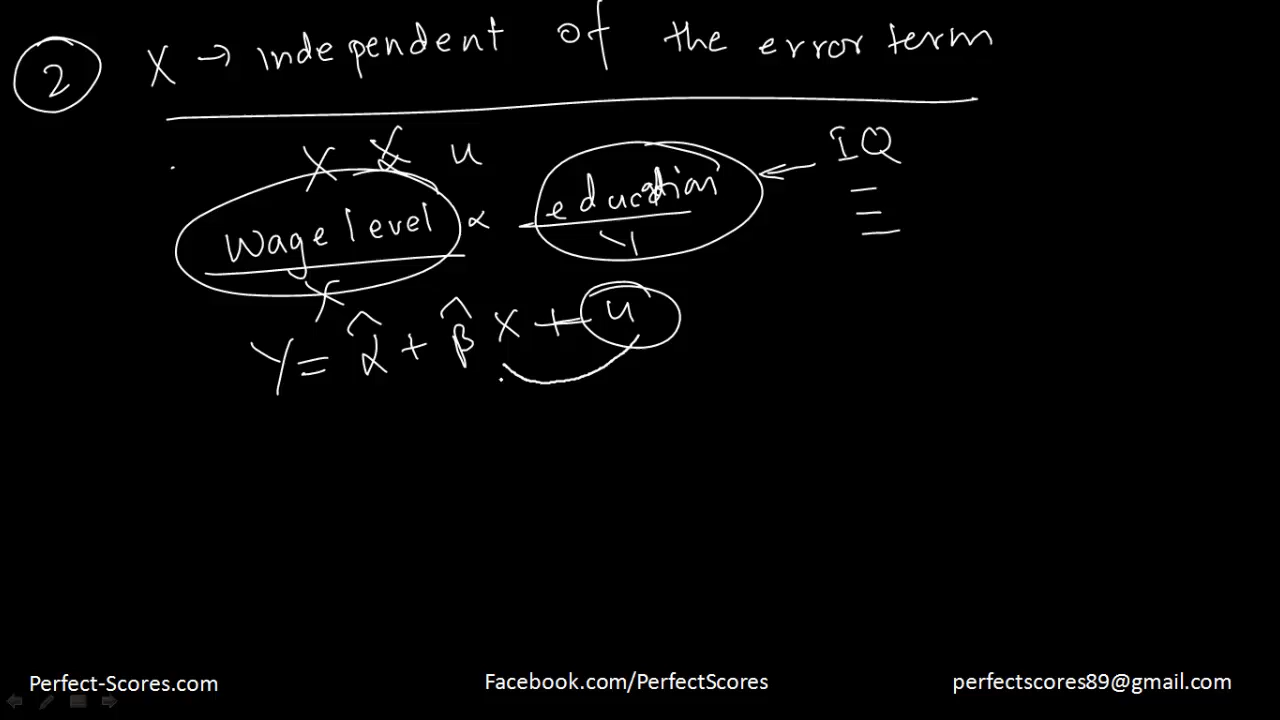 2 X → independent of the error term
X X u IQ
wage level ∝ education
Y = α̂ + β̂ X + u
Perfect-Scores.com Facebook.com/PerfectScores perfectscores89@gmail.com